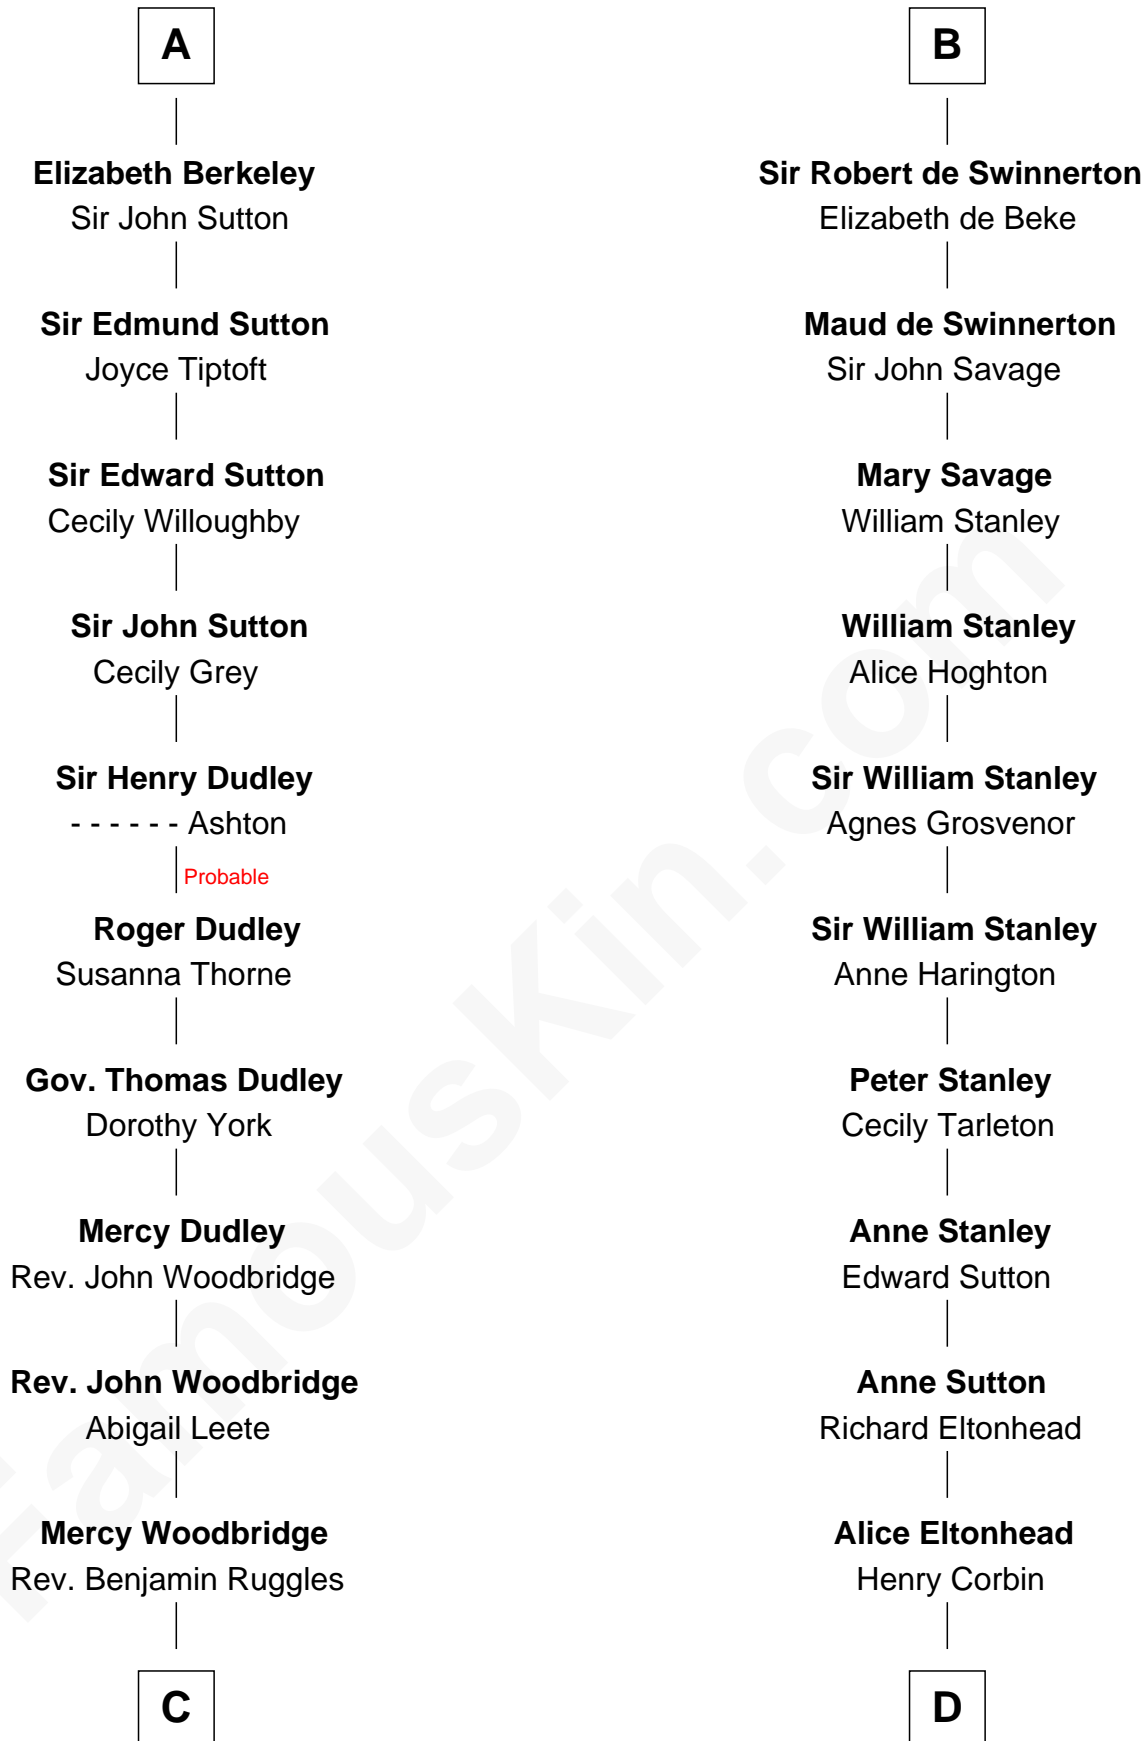 A
Elizabeth Berkeley
Sir John Sutton
Sir Edmund Sutton
Joyce Tiptoft
Sir Edward Sutton
Cecily Willoughby
Sir John Sutton
Cecily Grey
Sir Henry Dudley
- - - - - - Ashton
Probable
Roger Dudley
Susanna Thorne
Gov. Thomas Dudley
Dorothy York
Mercy Dudley
Rev. John Woodbridge
Rev. John Woodbridge
Abigail Leete
Mercy Woodbridge
Rev. Benjamin Ruggles
C
B
Sir Robert de Swinnerton
Elizabeth de Beke
Maud de Swinnerton
Sir John Savage
Mary Savage
William Stanley
William Stanley
Alice Hoghton
Sir William Stanley
Agnes Grosvenor
Sir William Stanley
Anne Harington
Peter Stanley
Cecily Tarleton
Anne Stanley
Edward Sutton
Anne Sutton
Richard Eltonhead
Alice Eltonhead
Henry Corbin
D
FamousKin.com